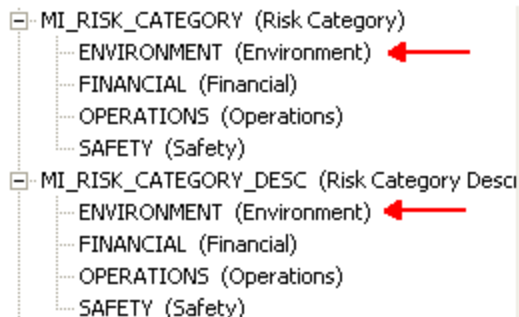 MI_RISK_CATEGORY (Risk Category)
ENVIRONMENT (Environment)
FINANCIAL (Financial)
OPERATIONS (Operations)
SAFETY (Safety)
MI_RISK_CATEGORY_DESC (Risk Category Descr
ENVIRONMENT (Environment)
FINANCIAL (Financial)
OPERATIONS (Operations)
SAFETY (Safety)